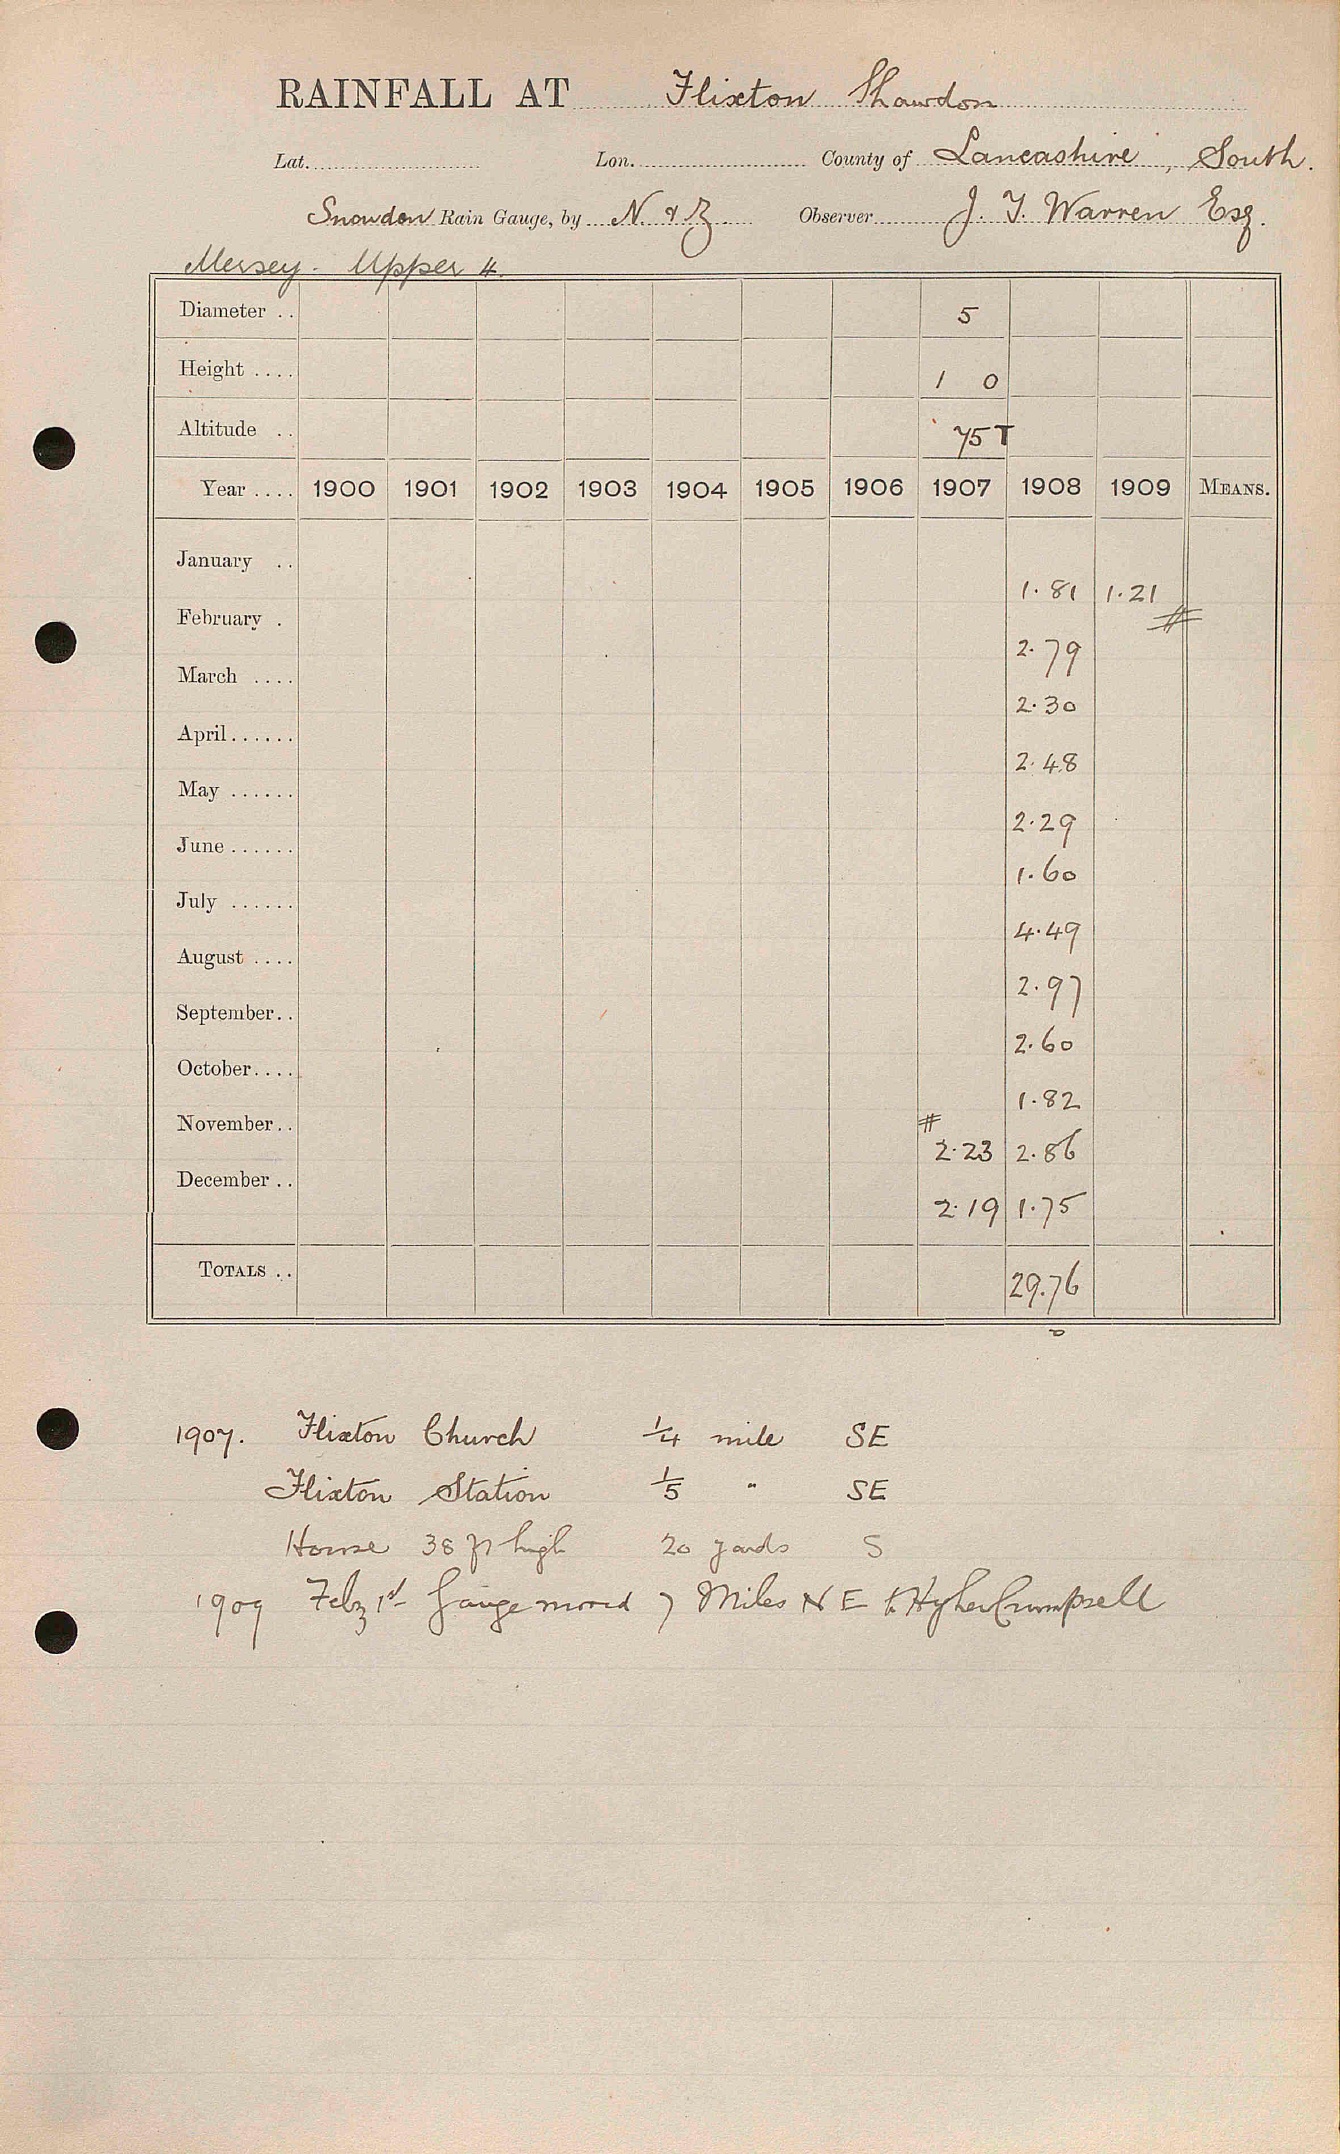 RAINFALL AT Flixton Shawdon
Lat. Lon. County of Lancashire, South.
Snowdon Rain Gauge, by N & Z Observer J. T. Warren Esq.
Mersey. Upper 4.
Diameter .. 5
Height .... 1 0
Altitude .. 75 T
Year .... 1900 1901 1902 1903 1904 1905 1906 1907 1908 1909 MEANS.
January ..
1.81 1.21
February . #
2.79
March ....
2.30
April......
2.48
May ......
2.29
June ......
1.60
July ......
4.49
August ....
2.97
September..
2.60
October....
1.82
November.. #
2.23 2.86
December ..
2.19 1.75
TOTALS .. 29.76
1907. Flixton Church 1/4 mile SE
Flixton Station 1/5 " SE
House 38 ft high 20 yards S
1909 Feby 1st Gauge moved 7 Miles N E to Higher Crumpsell